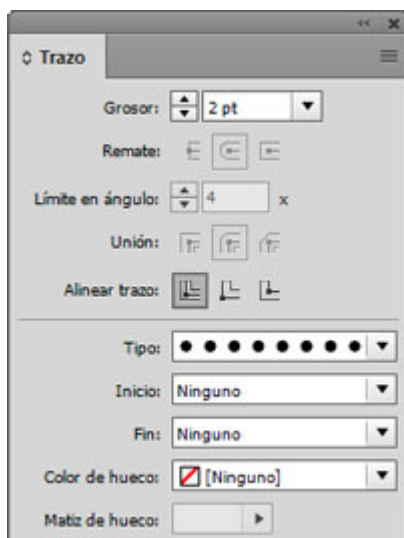 Trazo
Grosor: 2 pt
Remate:
Límite en ángulo: 4 x
Unión:
Alinear trazo:
Tipo:
Inicio: Ninguno
Fin: Ninguno
Color de hueco: [Ninguno]
Matiz de hueco: